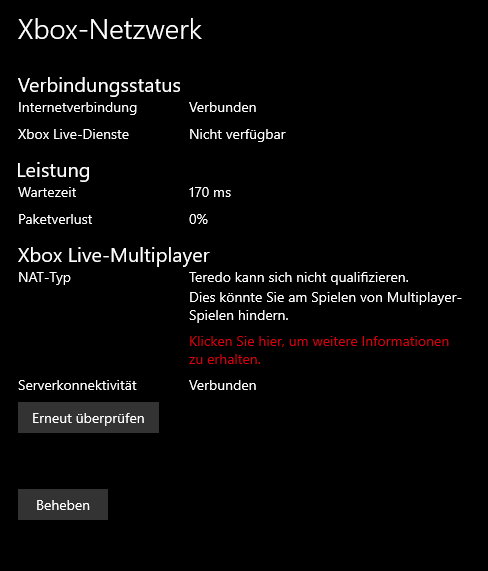 Xbox-Netzwerk
Verbindungsstatus
Internetverbindung Verbunden
Xbox Live-Dienste Nicht verfügbar
Leistung
Wartezeit 170 ms
Paketverlust 0%
Xbox Live-Multiplayer
NAT-Typ Teredo kann sich nicht qualifizieren.
Dies könnte Sie am Spielen von Multiplayer-
Spielen hindern.
Klicken Sie hier, um weitere Informationen
zu erhalten.
Serverkonnektivität Verbunden
Erneut überprüfen
Beheben